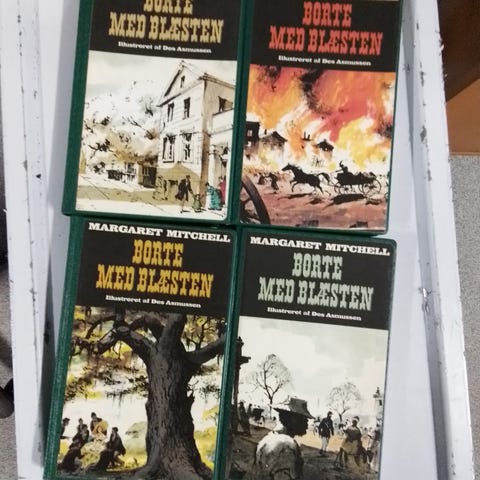 BORTE
MED BLÆSTEN
Illustreret af Des Asmussen
BORTE
MED BLÆSTEN
Illustreret af Des Asmussen
MARGARET MITCHELL
BORTE
MED BLÆSTEN
Illustreret af Des Asmussen
MARGARET MITCHELL
BORTE
MED BLÆSTEN
Illustreret af Des Asmussen